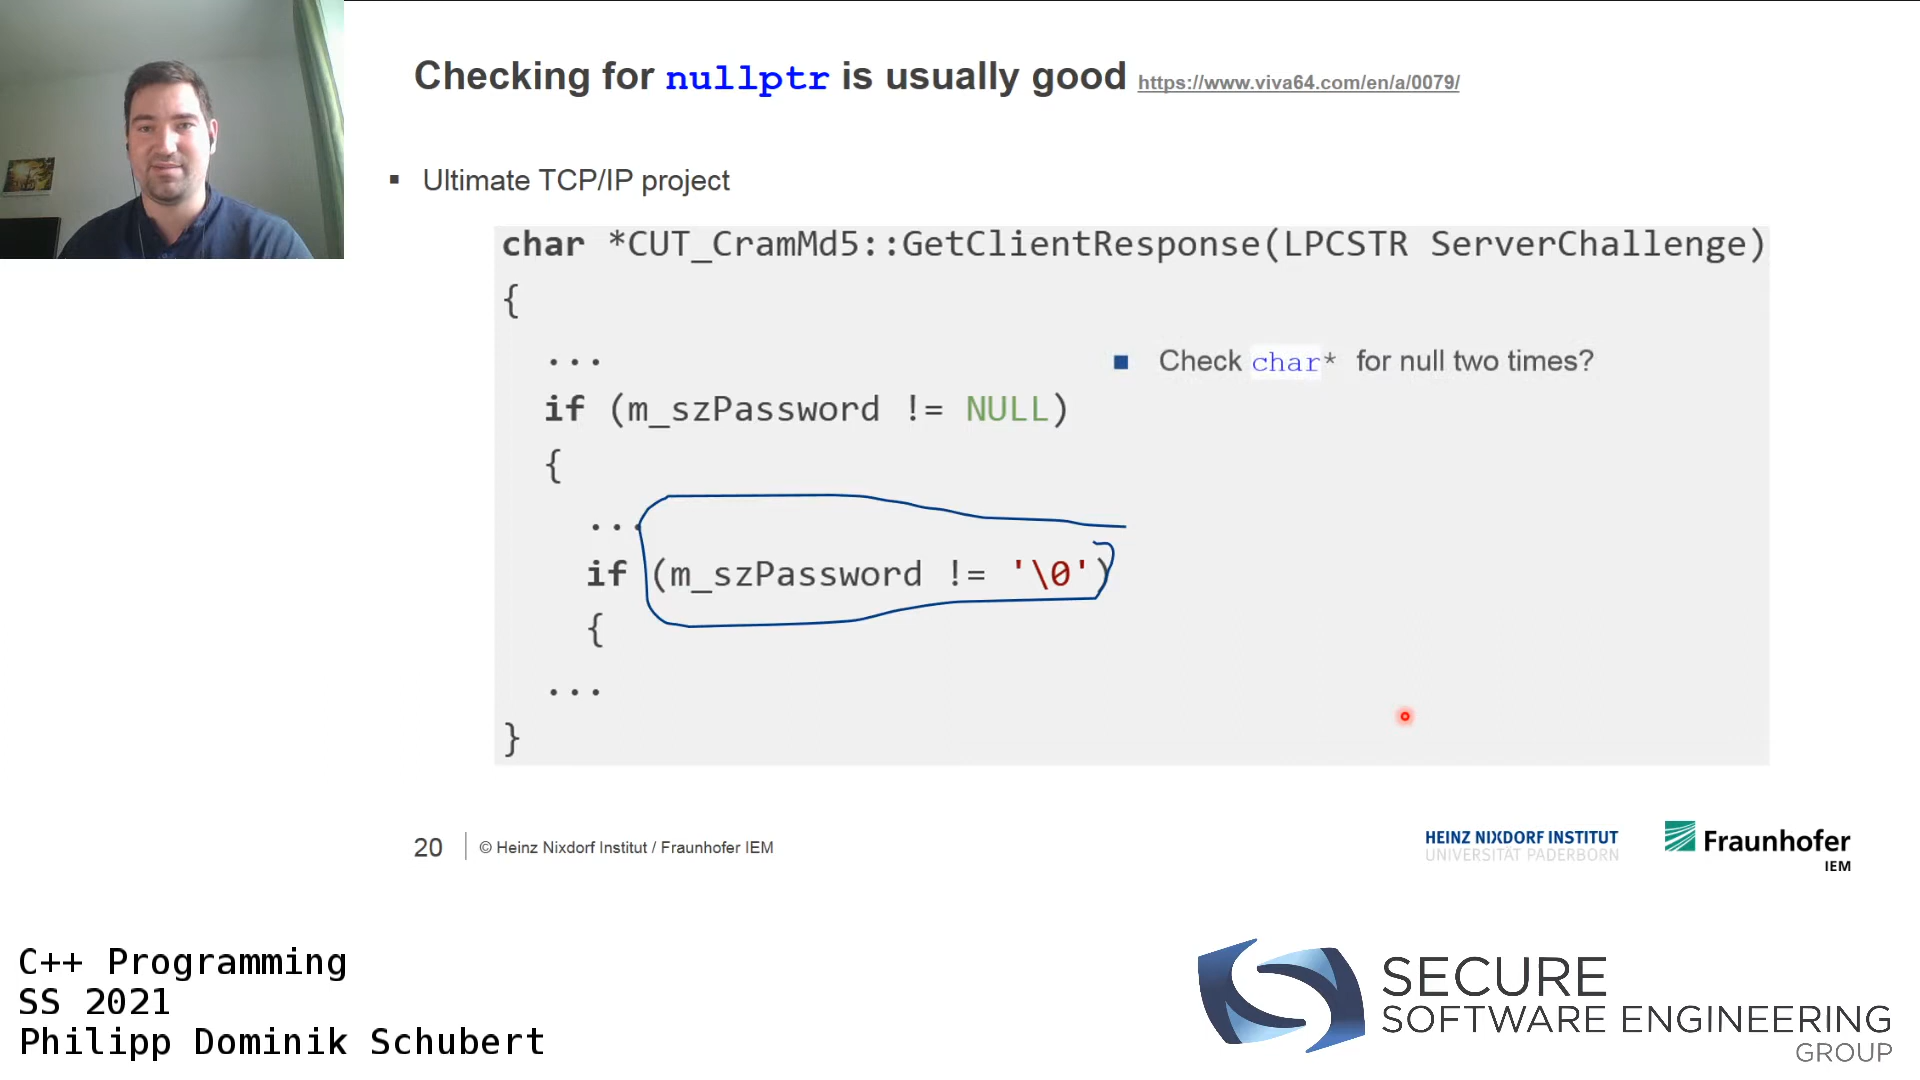 Checking for nullptr is usually good https://www.viva64.com/en/a/0079/
▪ Ultimate TCP/IP project
char *CUT_CramMd5::GetClientResponse(LPCSTR ServerChallenge)
{
...
■ Check char* for null two times?
if (m_szPassword != NULL)
{
...
if (m_szPassword != '\0')
{
...
}
20 © Heinz Nixdorf Institut / Fraunhofer IEM
HEINZ NIXDORF INSTITUT
UNIVERSITÄT PADERBORN
Fraunhofer
IEM
C++ Programming
SS 2021
Philipp Dominik Schubert
SECURE
SOFTWARE ENGINEERING
GROUP